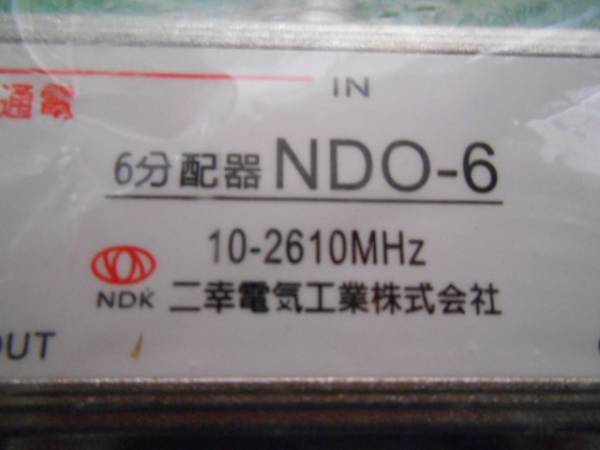 IN
通電
6分配器 NDO-6
10-2610MHz
NDK 二幸電気工業株式会社
OUT